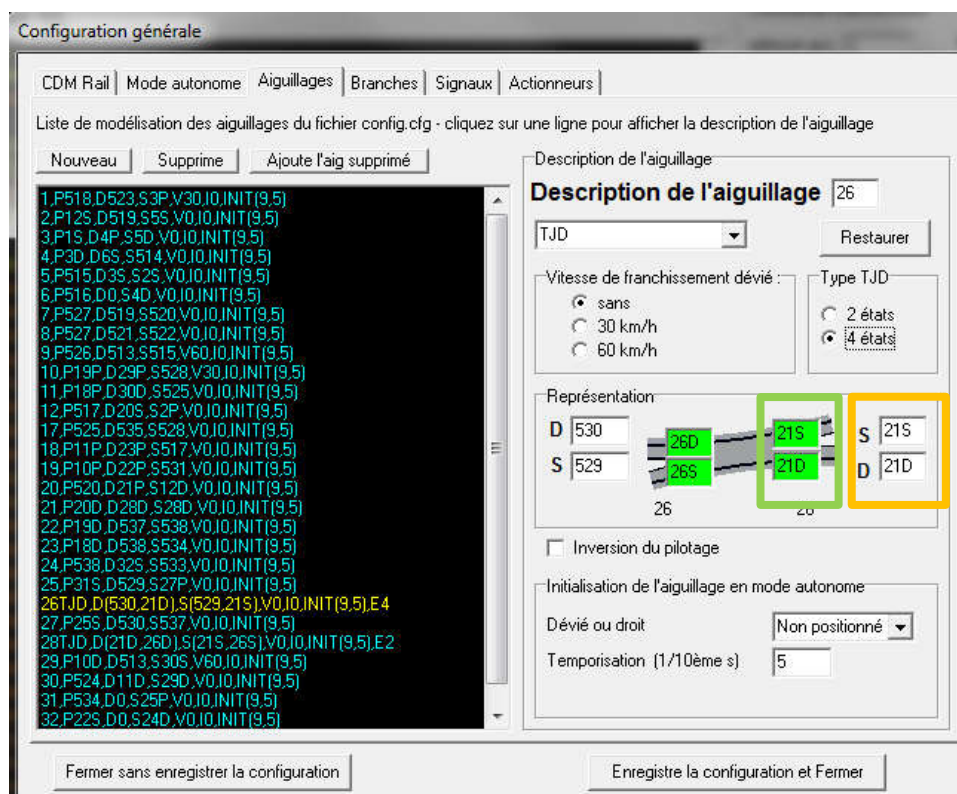 Configuration générale
CDM Rail Mode autonome Aiguillages Branches Signaux Actionneurs
Liste de modélisation des aiguillages du fichier config.cfg - cliquez sur une ligne pour afficher la description de l'aiguillage
Nouveau Supprime Ajoute l'aig supprimé
1,P518,D523,S3P,V30,I0,INIT(9,5)
2,P12S,D519,S5S,V0,I0,INIT(9,5)
3,P1S,D4P,S5D,V0,I0,INIT(9,5)
4,P3D,D6S,S514,V0,I0,INIT(9,5)
5,P515,D3S,S2S,V0,I0,INIT(9,5)
6,P516,D0,S4D,V0,I0,INIT(9,5)
7,P527,D519,S520,V0,I0,INIT(9,5)
8,P527,D521,S522,V0,I0,INIT(9,5)
9,P526,D513,S515,V60,I0,INIT(9,5)
10,P19P,D29P,S528,V30,I0,INIT(9,5)
11,P18P,D30D,S525,V0,I0,INIT(9,5)
12,P517,D20S,S2P,V0,I0,INIT(9,5)
17,P525,D535,S528,V0,I0,INIT(9,5)
18,P11P,D23P,S517,V0,I0,INIT(9,5)
19,P10P,D22P,S531,V0,I0,INIT(9,5)
20,P520,D21P,S12D,V0,I0,INIT(9,5)
21,P20D,D28D,S28D,V0,I0,INIT(9,5)
22,P19D,D537,S538,V0,I0,INIT(9,5)
23,P18D,D538,S534,V0,I0,INIT(9,5)
24,P538,D32S,S533,V0,I0,INIT(9,5)
25,P31S,D529,S27P,V0,I0,INIT(9,5)
26TJD,D(530,21D),S(529,21S),V0,I0,INIT(9,5),E4
27,P25S,D530,S537,V0,I0,INIT(9,5)
28TJD,D(21D,26D),S(21S,26S),V0,I0,INIT(9,5),E2
29,P10D,D513,S30S,V60,I0,INIT(9,5)
30,P524,D11D,S29D,V0,I0,INIT(9,5)
31,P534,D0,S25P,V0,I0,INIT(9,5)
32,P22S,D0,S24D,V0,I0,INIT(9,5)
Description de l'aiguillage
Description de l'aiguillage 26
TJD Restaurer
Vitesse de franchissement dévié :
sans
30 km/h
60 km/h
Type TJD
2 états
4 états
Représentation
D 530 26D 21S S 21S
S 529 26S 21D D 21D
26
Inversion du pilotage
Initialisation de l'aiguillage en mode autonome
Dévié ou droit Non positionné
Temporisation (1/10ème s) 5
Fermer sans enregistrer la configuration Enregistre la configuration et Fermer